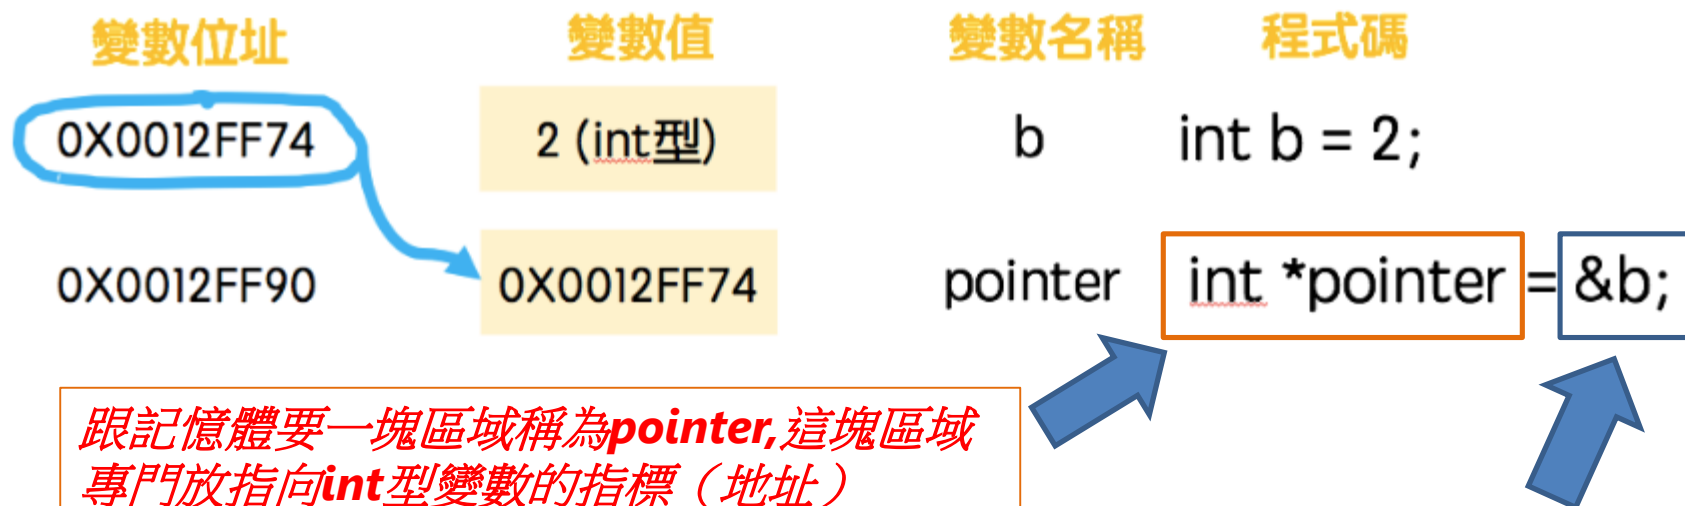 變數位址 變數值 變數名稱 程式碼
0X0012FF74 2 (int型) b int b = 2;
0X0012FF90 0X0012FF74 pointer int *pointer = &b;
跟記憶體要一塊區域稱為pointer,這塊區域
專門放指向int型變數的指標（地址）